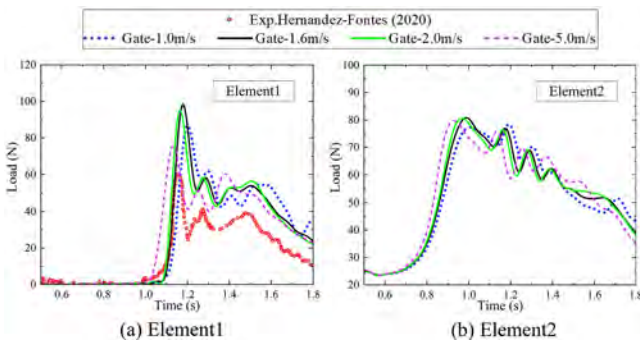 Exp.Hernandez-Fontes (2020)
Gate-1.0m/s Gate-1.6m/s Gate-2.0m/s Gate-5.0m/s
120
100
80
60
40
20
0
Load (N)
Element1
0.6 0.8 1.0 1.2 1.4 1.6 1.8
Time (s)
(a) Element1
100
90
80
70
60
50
40
30
20
Load (N)
Element2
0.6 0.8 1.0 1.2 1.4 1.6 1.8
Time (s)
(b) Element2